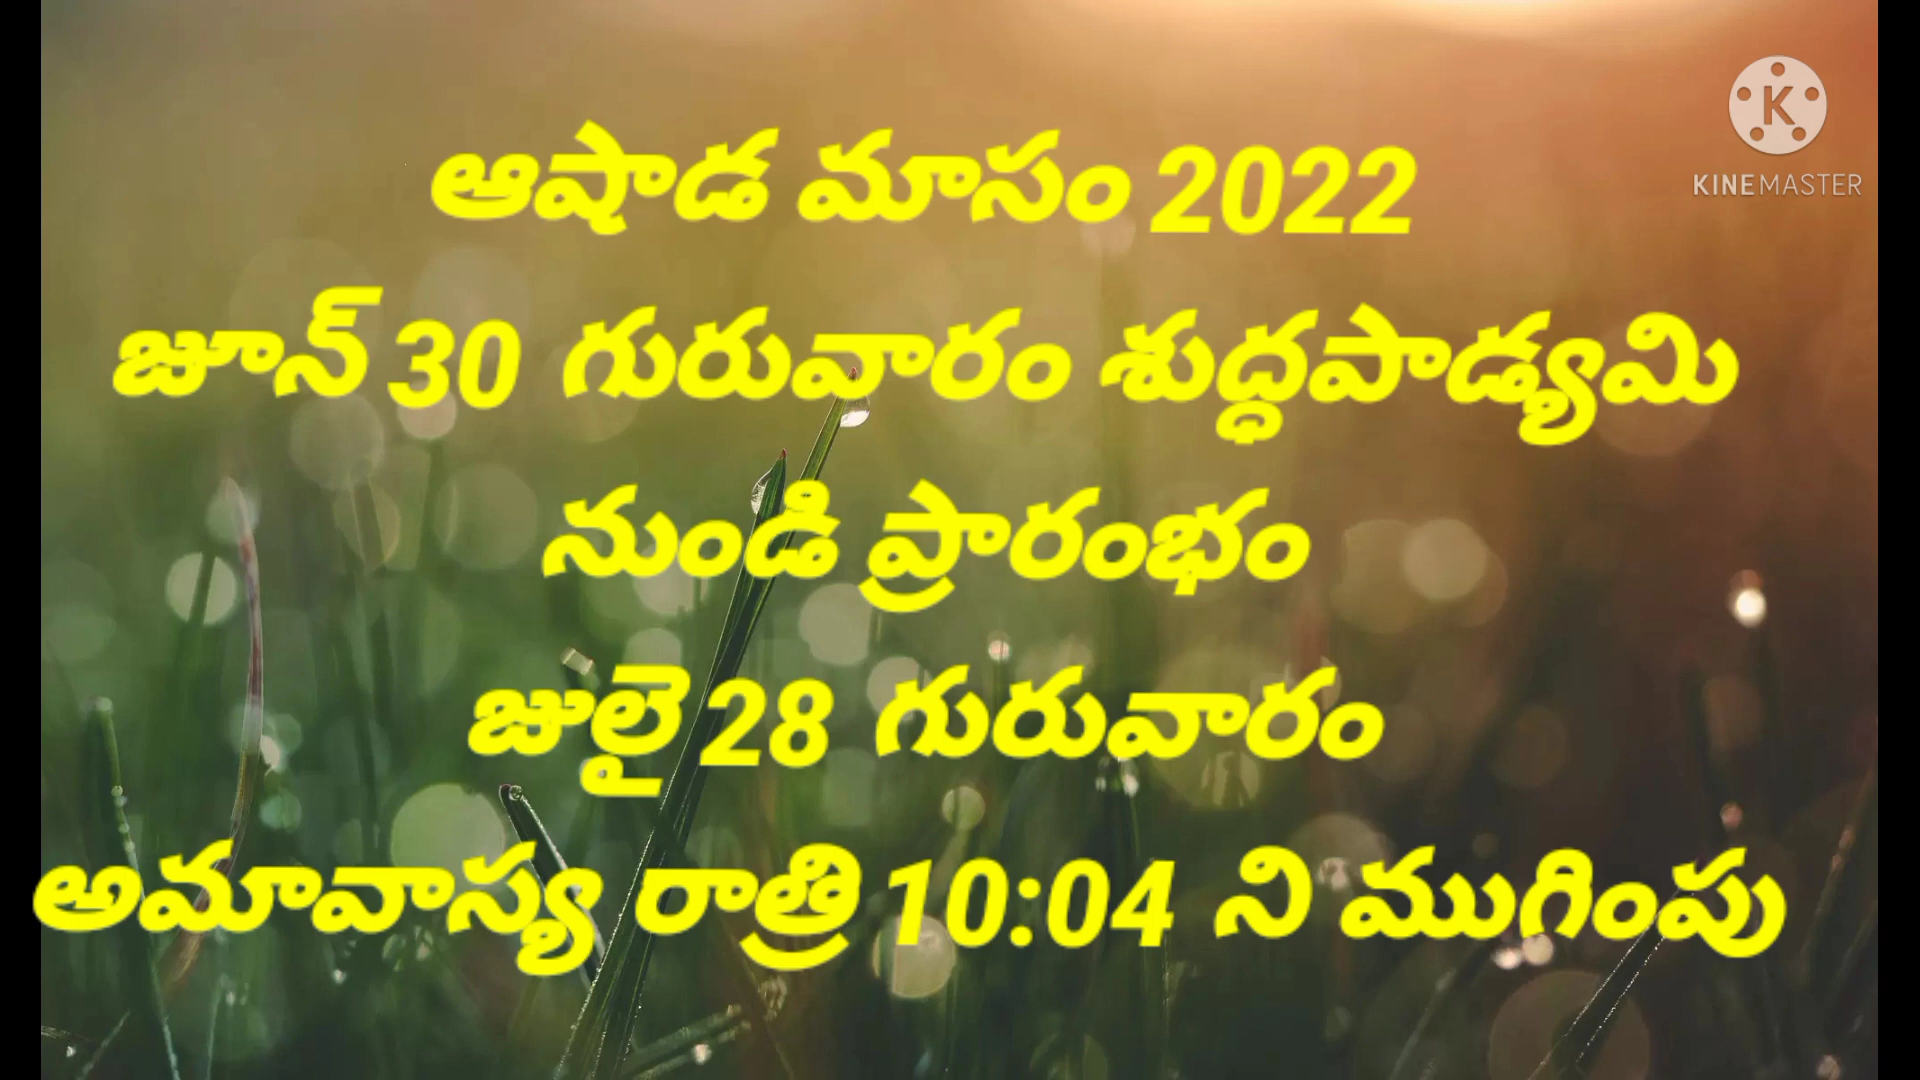 ఆషాడ మాసం 2022
KINEMASTER
జూన్ 30 గురువారం శుద్ధపాడ్యమి
నుండి ప్రారంభం
జులై 28 గురువారం
అమావాస్య రాత్రి 10:04 ని ముగింపు